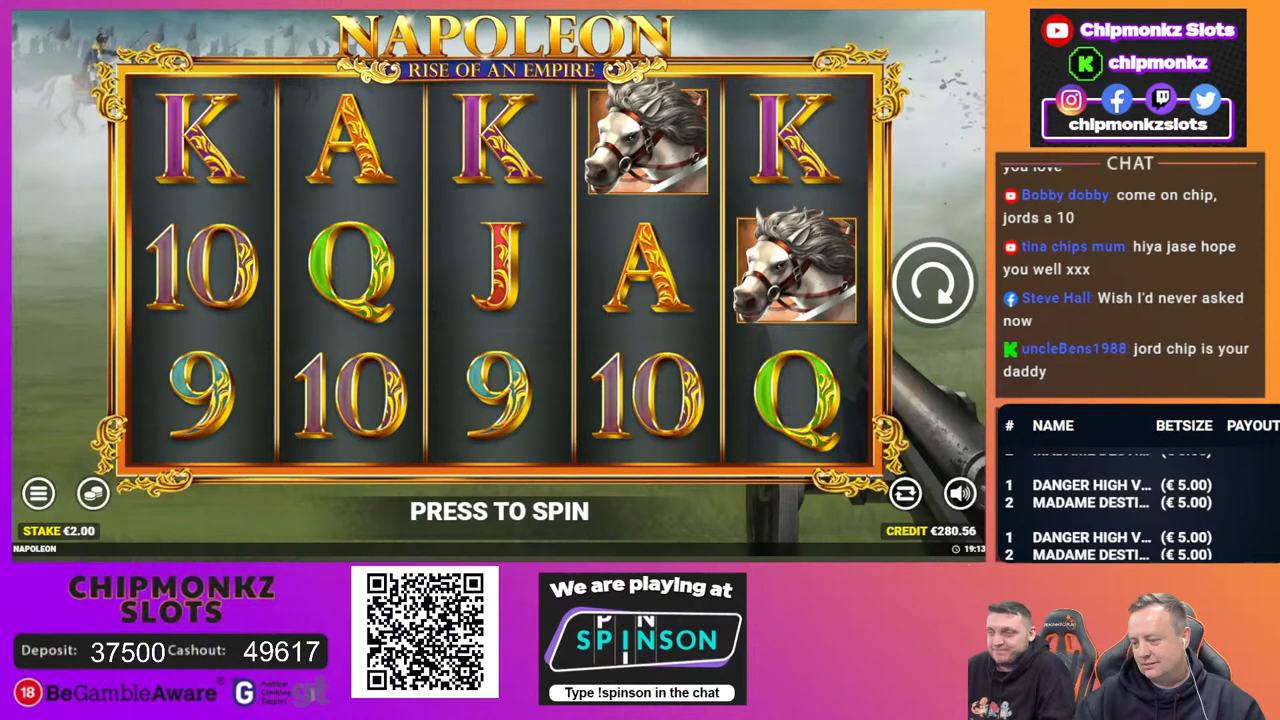 NAPOLEON
RISE OF AN EMPIRE
K A K K
10 Q J A
9 10 9 10 Q
PRESS TO SPIN
STAKE €2.00
CREDIT €280.56
NAPOLEON
19:13
Chipmonkz Slots
K chipmonkz
chipmonkzslots
CHAT
you love
Bobby dobby: come on chip,
jords a 10
tina chips mum: hiya jase hope
you well xxx
Steve Hall: Wish I'd never asked
now
uncleBens1988: jord chip is your
daddy
# NAME BETSIZE PAYOUT
1 DANGER HIGH V... (€ 5.00)
2 MADAME DESTI... (€ 5.00)
1 DANGER HIGH V... (€ 5.00)
2 MADAME DESTI... (€ 5.00)
CHIPMONKZ
SLOTS
Deposit: 37500 Cashout: 49617
18 BeGambleAware
We are playing at
SPINSON
Type !spinson in the chat